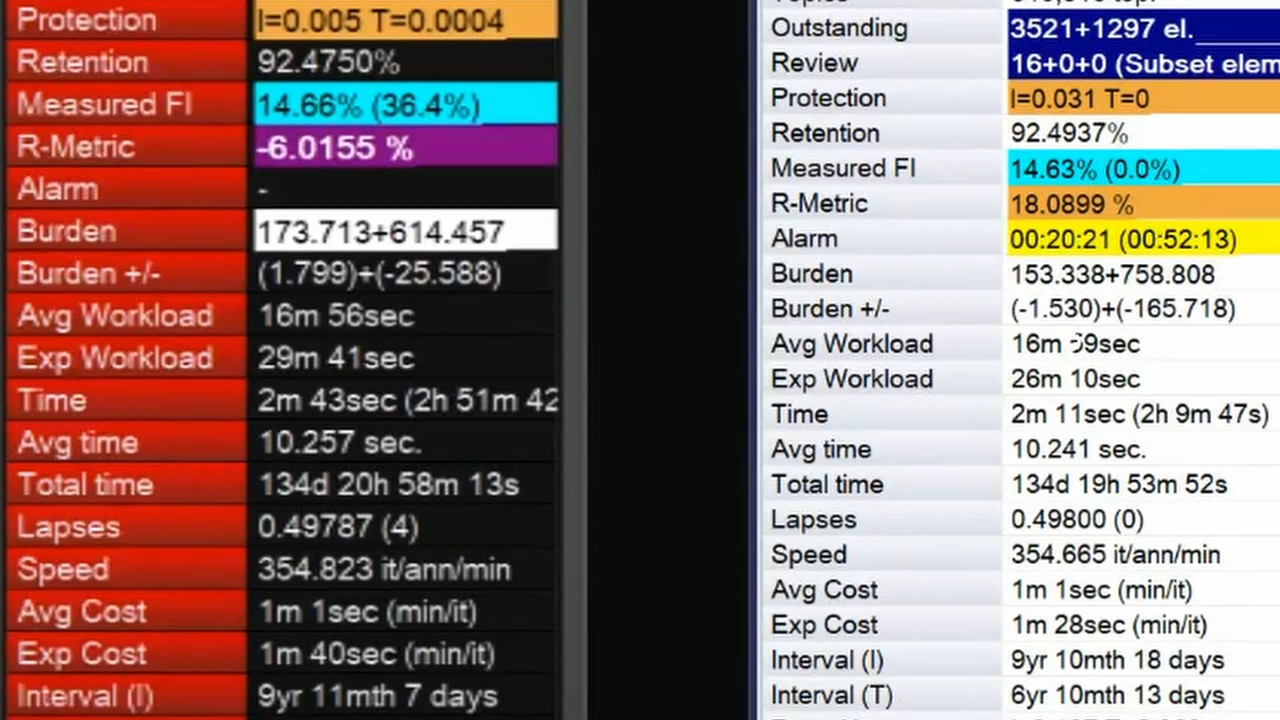 Protection I=0.005 T=0.0004
Retention 92.4750%
Measured FI 14.66% (36.4%)
R-Metric -6.0155 %
Alarm -
Burden 173.713+614.457
Burden +/- (1.799)+(-25.588)
Avg Workload 16m 56sec
Exp Workload 29m 41sec
Time 2m 43sec (2h 51m 42
Avg time 10.257 sec.
Total time 134d 20h 58m 13s
Lapses 0.49787 (4)
Speed 354.823 it/ann/min
Avg Cost 1m 1sec (min/it)
Exp Cost 1m 40sec (min/it)
Interval (I) 9yr 11mth 7 days
Outstanding 3521+1297 el.
Review 16+0+0 (Subset elem
Protection I=0.031 T=0
Retention 92.4937%
Measured FI 14.63% (0.0%)
R-Metric 18.0899 %
Alarm 00:20:21 (00:52:13)
Burden 153.338+758.808
Burden +/- (-1.530)+(-165.718)
Avg Workload 16m
Exp Workload 26m 10sec
Time 2m 11sec (2h 9m 47s)
Avg time 10.241 sec.
Total time 134d 19h 53m 52s
Lapses 0.49800 (0)
Speed 354.665 it/ann/min
Avg Cost 1m 1sec (min/it)
Exp Cost 1m 28sec (min/it)
Interval (I) 9yr 10mth 18 days
Interval (T) 6yr 10mth 13 days